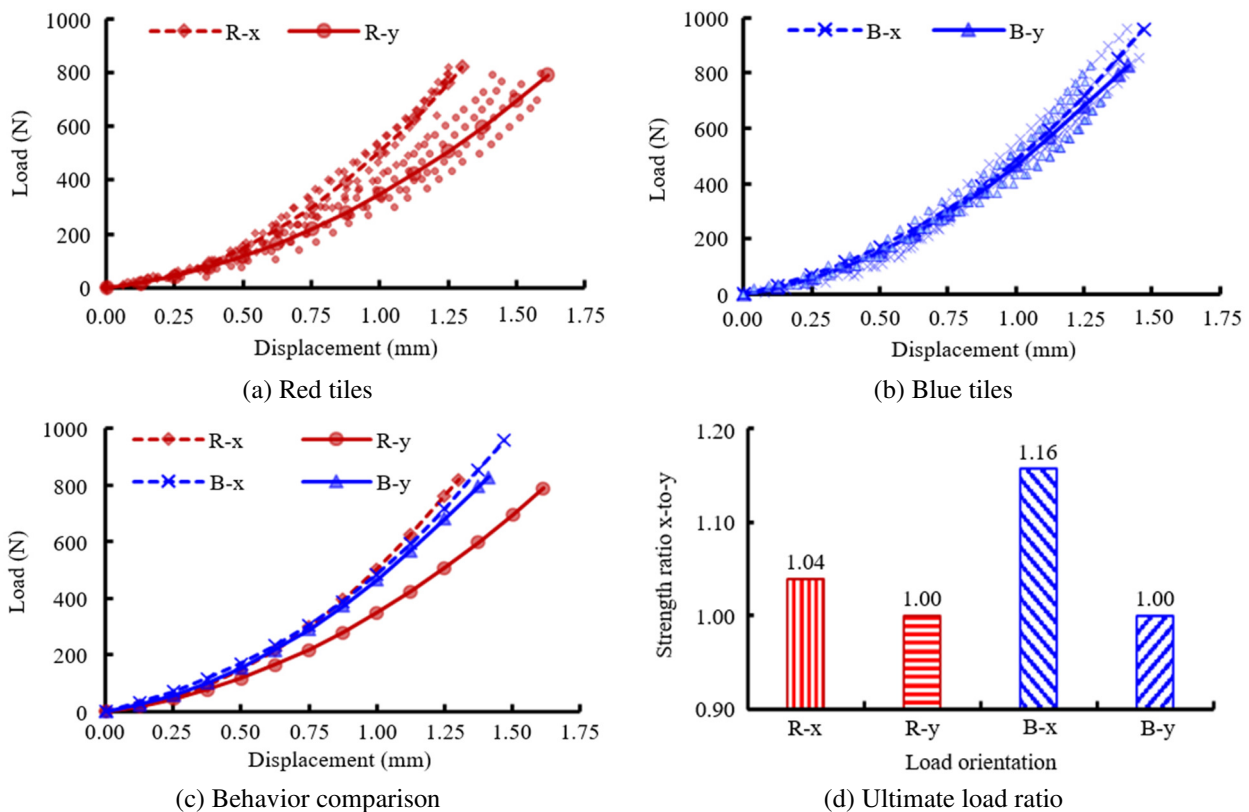 1000
800
600
400
200
0
Load (N)
R-x
R-y
0.00 0.25 0.50 0.75 1.00 1.25 1.50 1.75
Displacement (mm)
(a) Red tiles
1000
800
600
400
200
0
Load (N)
B-x
B-y
0.00 0.25 0.50 0.75 1.00 1.25 1.50 1.75
Displacement (mm)
(b) Blue tiles
1000
800
600
400
200
0
Load (N)
R-x
R-y
B-x
B-y
0.00 0.25 0.50 0.75 1.00 1.25 1.50 1.75
Displacement (mm)
(c) Behavior comparison
1.20
1.10
1.00
0.90
Strength ratio x-to-y
1.04
1.00
1.16
1.00
R-x R-y B-x B-y
Load orientation
(d) Ultimate load ratio